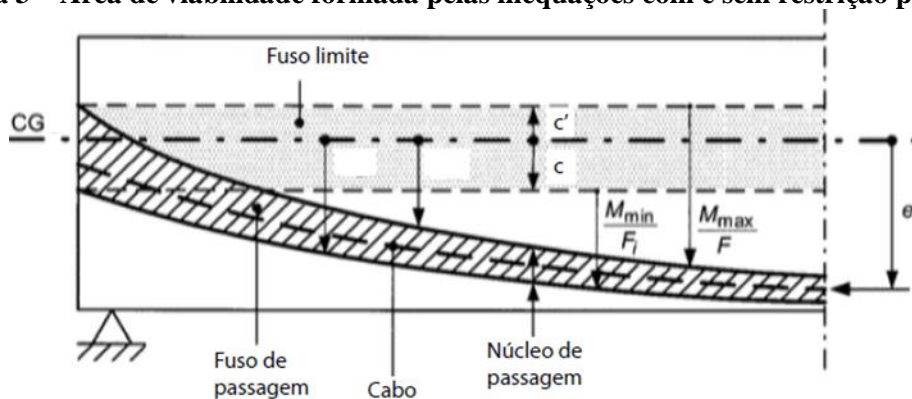 Área de viabilidade formada pelas inequações com e sem restrição
Fuso limite
CG
c'
c
M_min
F_i
M_max
F
e
Fuso de
passagem
Cabo
Núcleo de
passagem